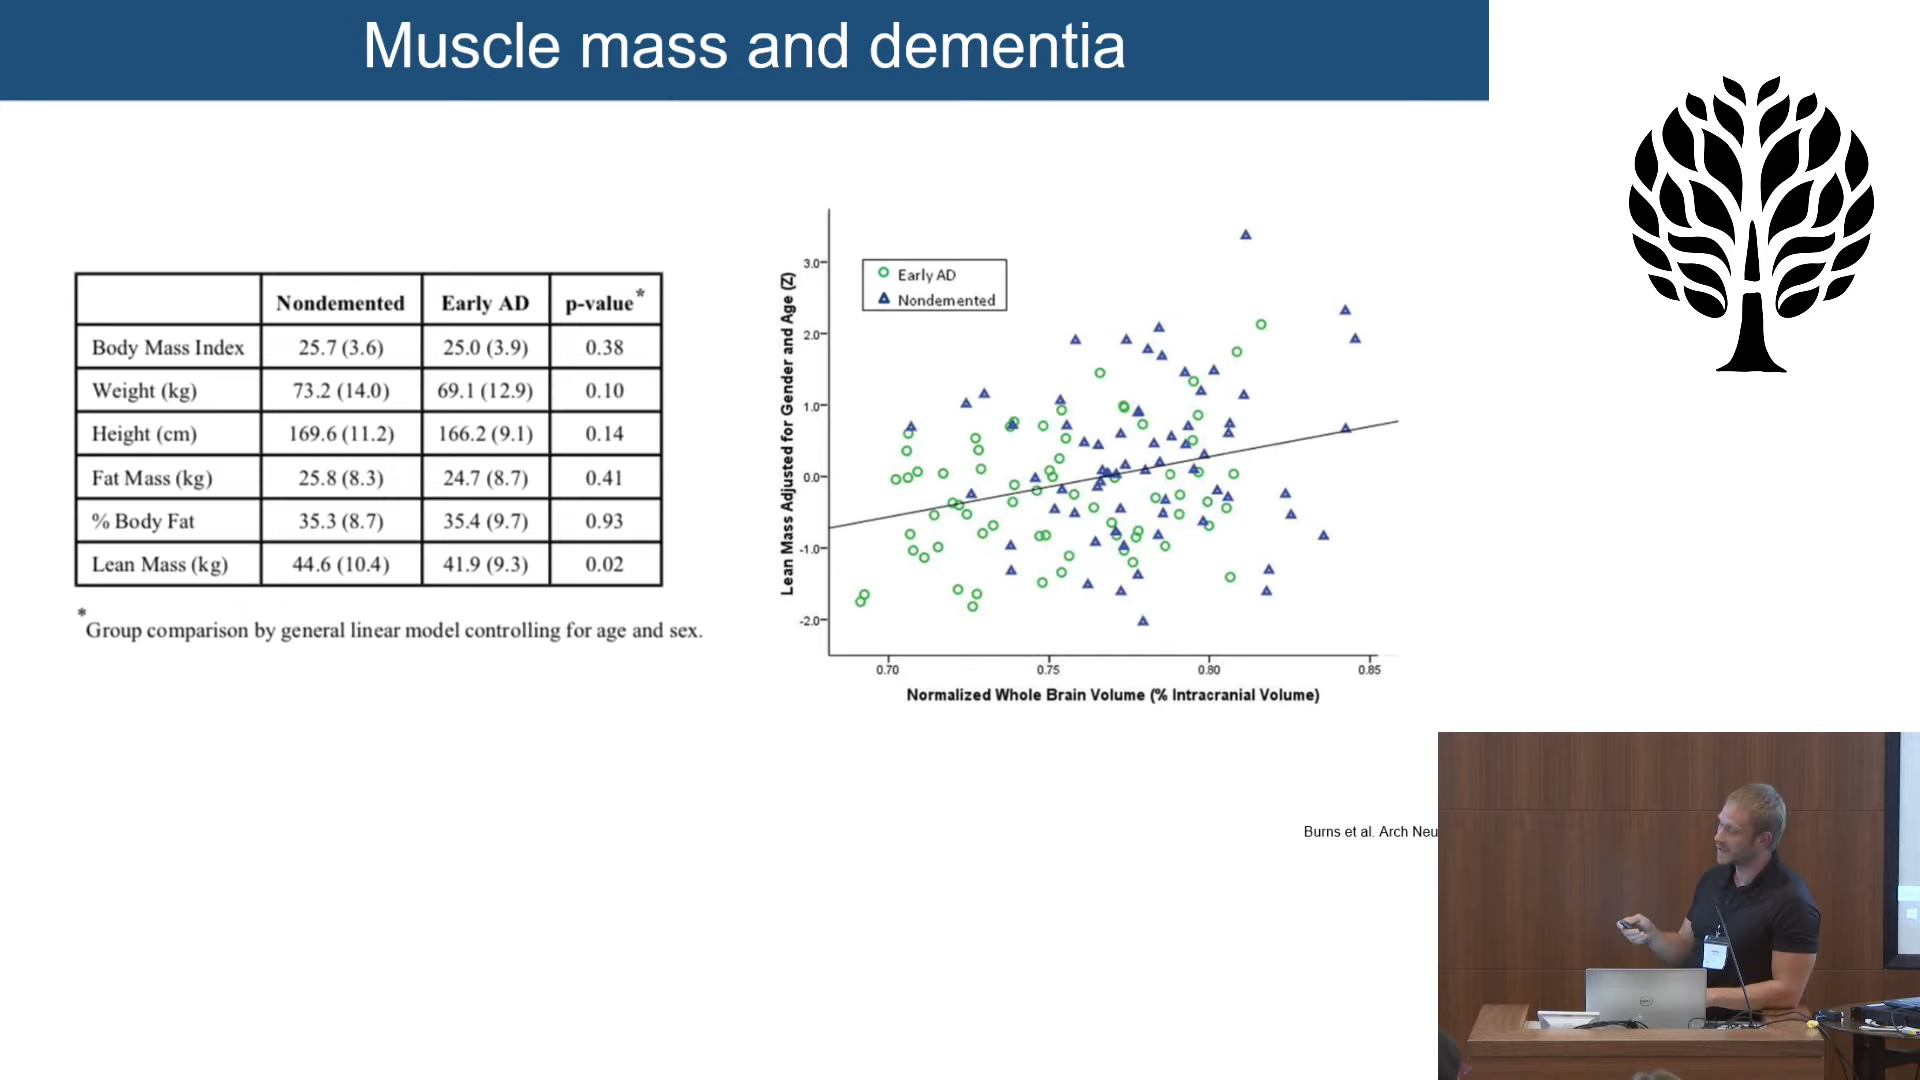 Muscle mass and dementia
Nondemented Early AD p-value*
Body Mass Index 25.7 (3.6) 25.0 (3.9) 0.38
Weight (kg) 73.2 (14.0) 69.1 (12.9) 0.10
Height (cm) 169.6 (11.2) 166.2 (9.1) 0.14
Fat Mass (kg) 25.8 (8.3) 24.7 (8.7) 0.41
% Body Fat 35.3 (8.7) 35.4 (9.7) 0.93
Lean Mass (kg) 44.6 (10.4) 41.9 (9.3) 0.02
*Group comparison by general linear model controlling for age and sex.
Lean Mass Adjusted for Gender and Age (Z)
3.0
2.0
1.0
0.0
-1.0
-2.0
Early AD
Nondemented
0.70 0.75 0.80 0.85
Normalized Whole Brain Volume (% Intracranial Volume)
Burns et al. Arch Neu
DELL